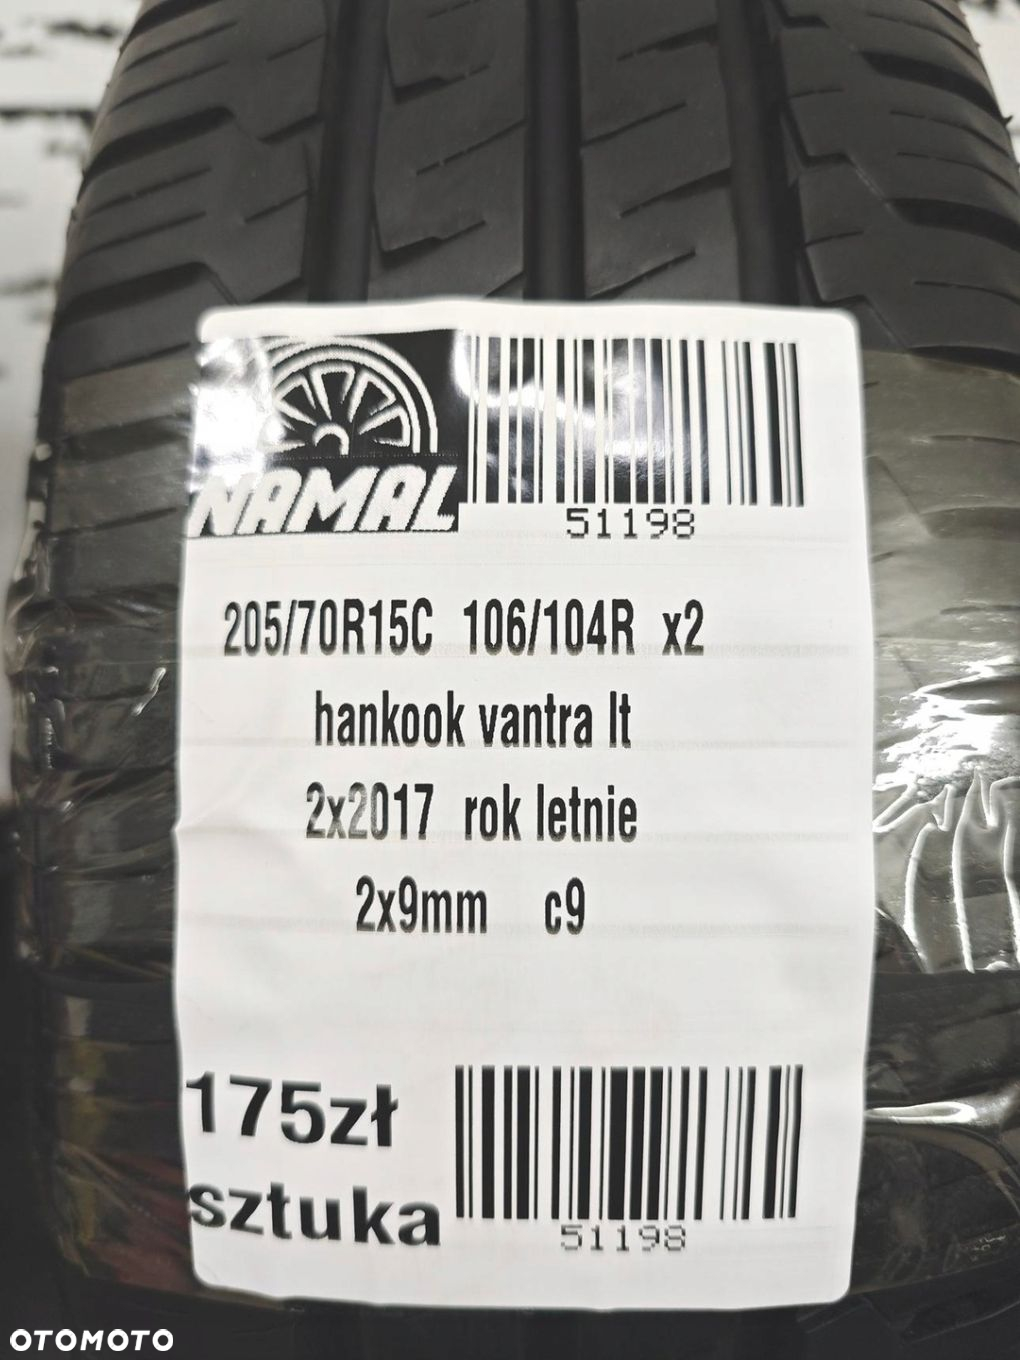 NAMAL
51198
205/70R15C 106/104R x2
hankook vantra lt
2x2017 rok letnie
2x9mm c9
175zł
sztuka
51198
OTOMOTO